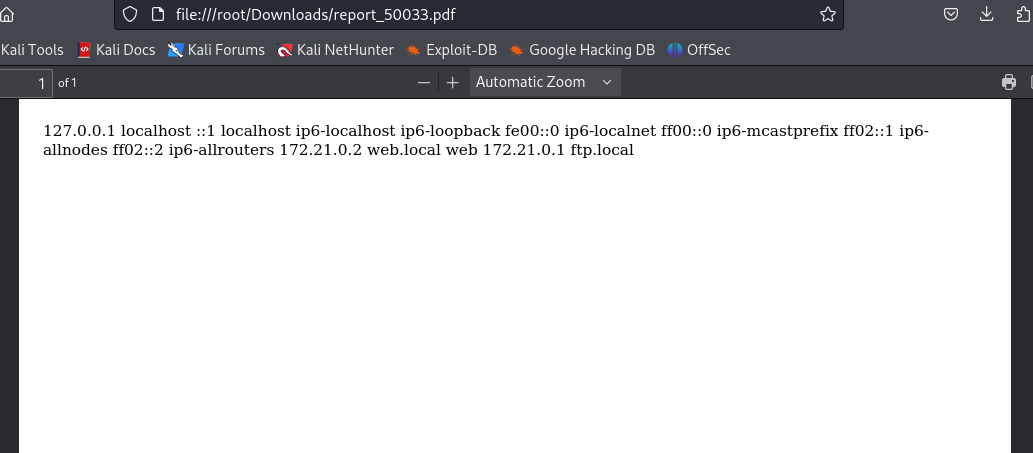 file:///root/Downloads/report_50033.pdf
Kali Tools Kali Docs Kali Forums Kali NetHunter Exploit-DB Google Hacking DB OffSec
1 of 1 Automatic Zoom
127.0.0.1 localhost ::1 localhost ip6-localhost ip6-loopback fe00::0 ip6-localnet ff00::0 ip6-mcastprefix ff02::1 ip6-
allnodes ff02::2 ip6-allrouters 172.21.0.2 web.local web 172.21.0.1 ftp.local